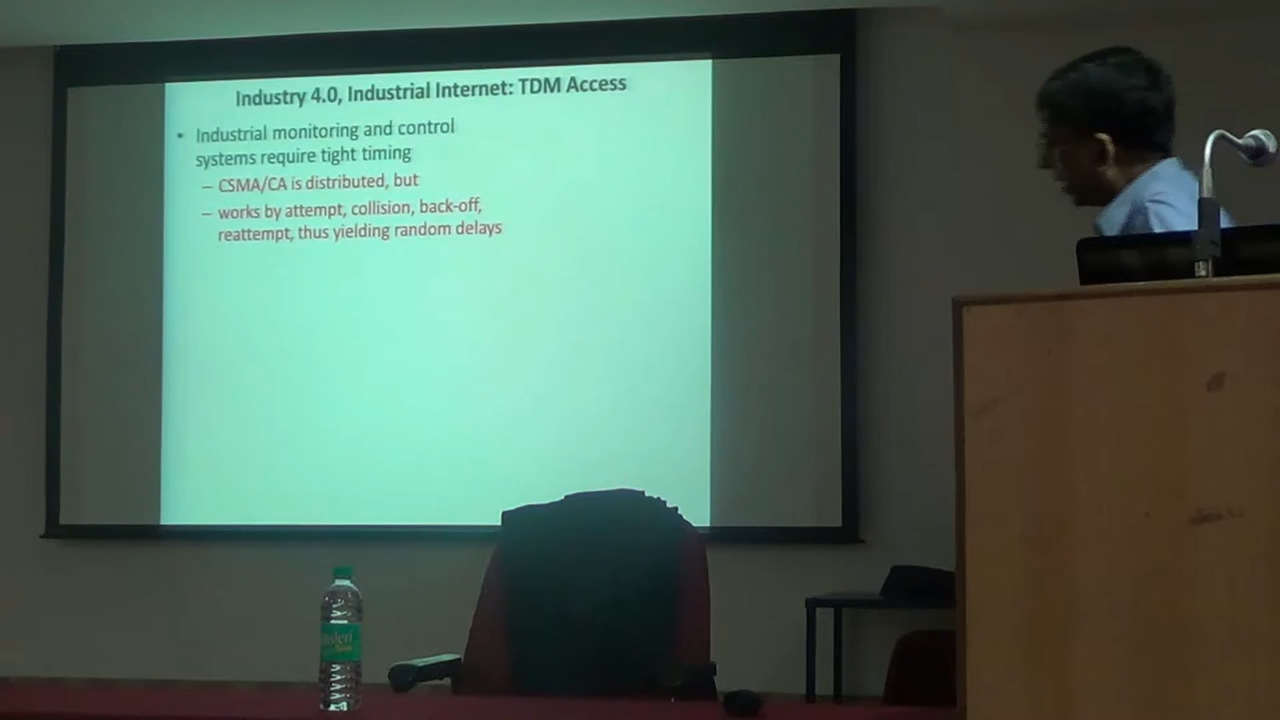 Industry 4.0, Industrial Internet: TDM Access
• Industrial monitoring and control
systems require tight timing
– CSMA/CA is distributed, but
– works by attempt, collision, back-off,
reattempt, thus yielding random delays